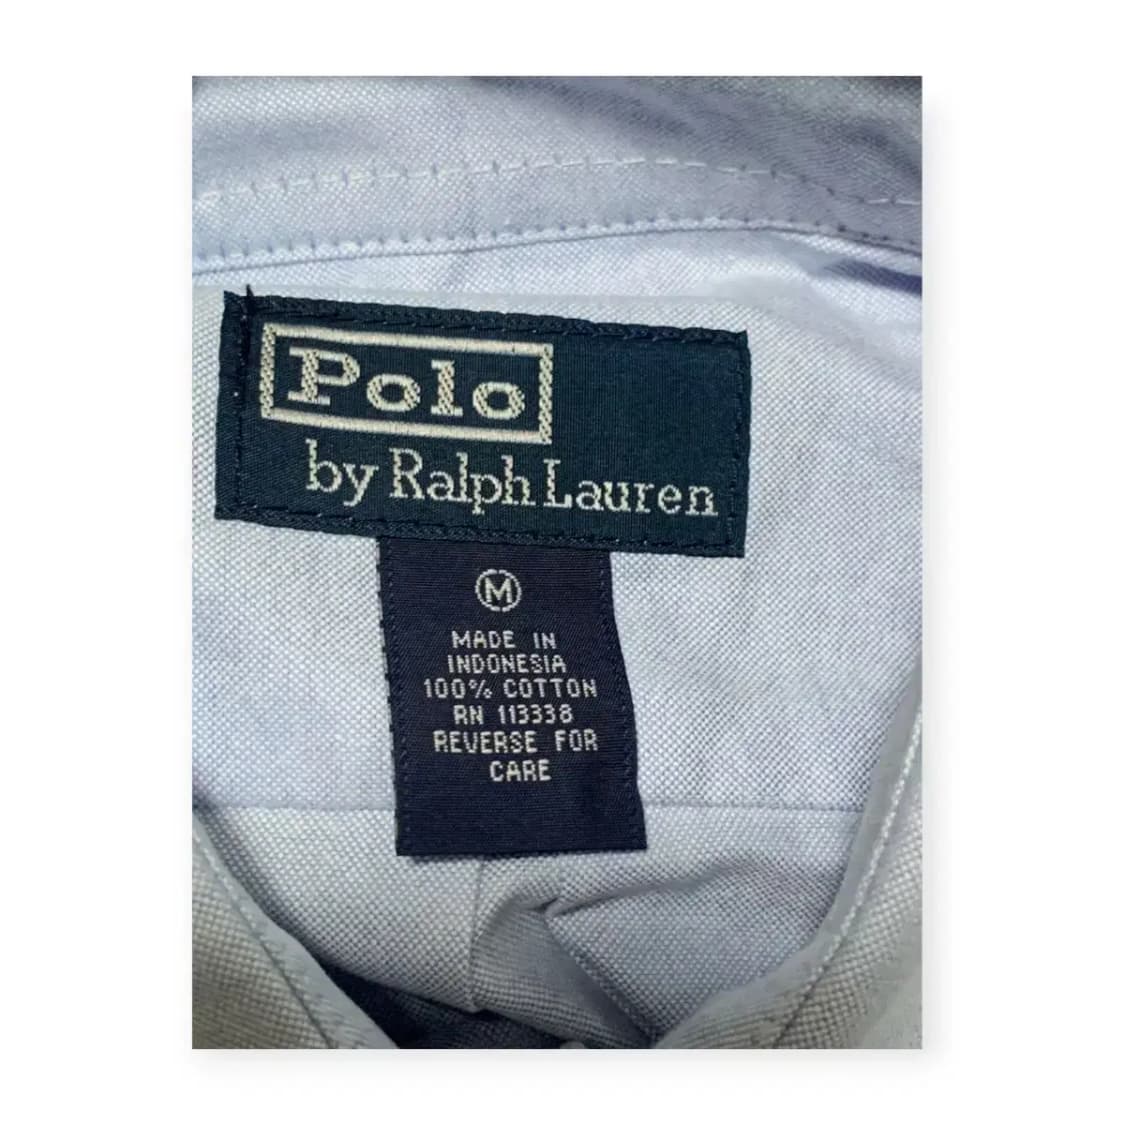 Polo
by Ralph Lauren
M
MADE IN
INDONESIA
100% COTTON
RN 113338
REVERSE FOR
CARE